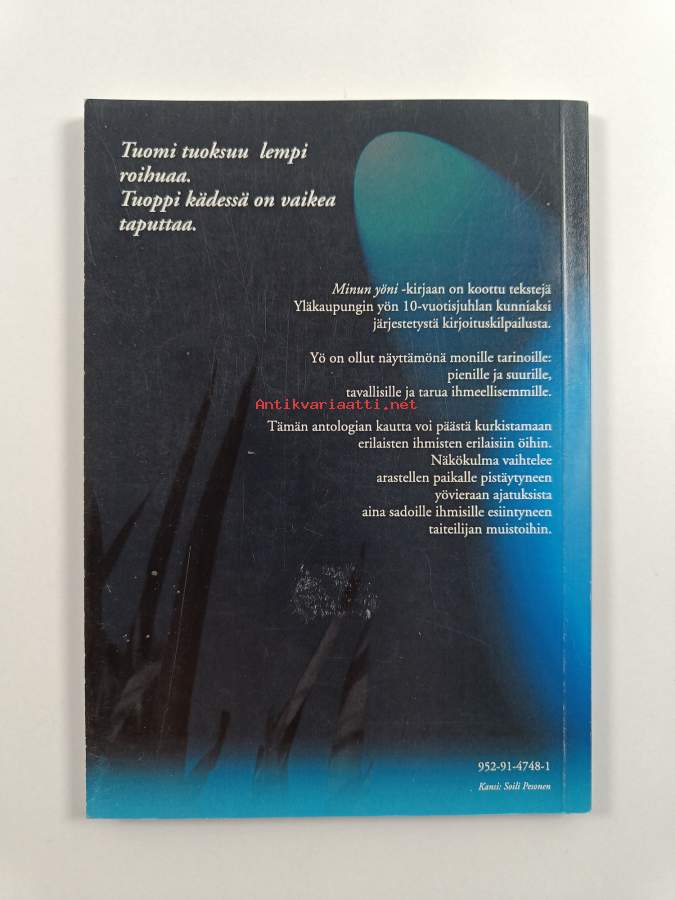 Tuomi tuoksuu lempi
roihuaa.
Tuoppi kädessä on vaikea
taputtaa.
Minun yöni -kirjaan on koottu tekstejä
Yläkaupungin yön 10-vuotisjuhlan kunniaksi
järjestetystä kirjoituskilpailusta.
Yö on ollut näyttämönä monille tarinoille:
pienille ja suurille,
tavallisille ja tarua ihmeellisemmille.
Antikvariaatti.net
Tämän antologian kautta voi päästä kurkistamaan
erilaisten ihmisten erilaisiin öihin.
Näkökulma vaihtelee
arastellen paikalle pistäytyneen
yövieraan ajatuksista
aina sadoille ihmisille esiintyneen
taiteilijan muistoihin.
952-91-4748-1
Kansi: Soili Pesonen